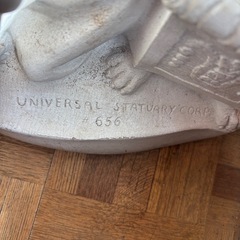 UNIVERSAL STATUARY CORP
# 656